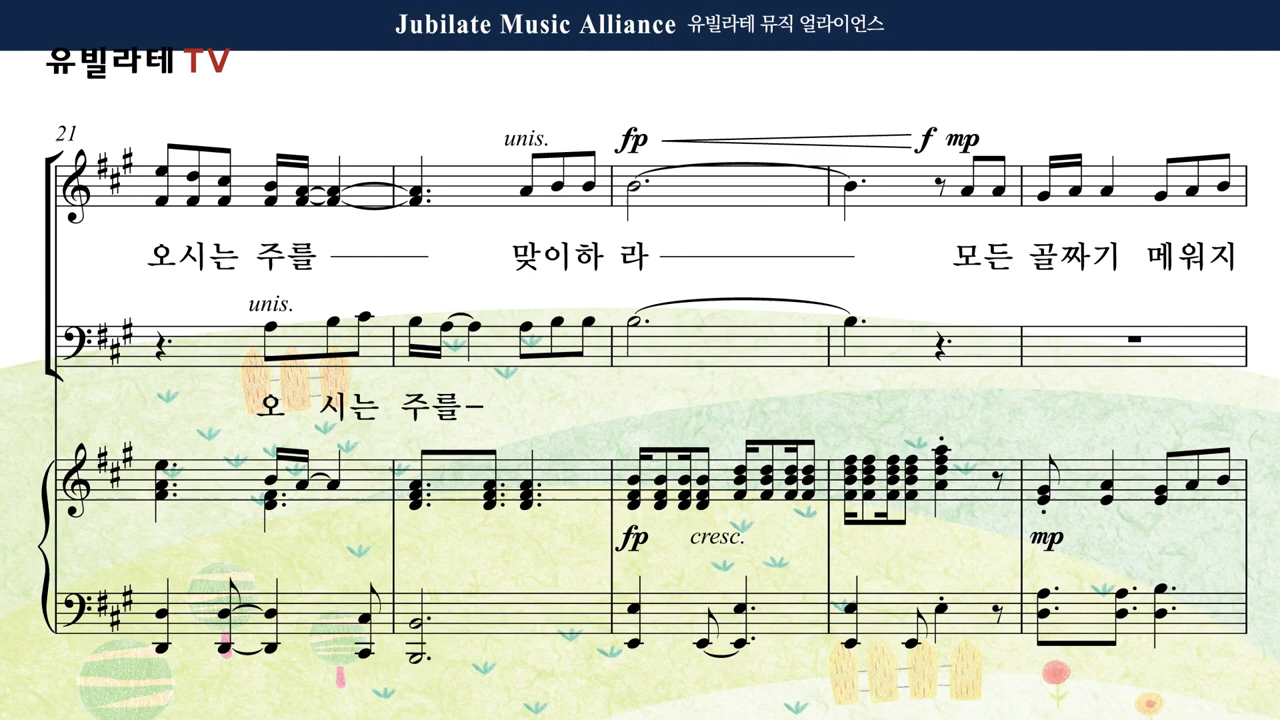 Jubilate Music Alliance 유빌라테 뮤직 얼라이언스
유빌라테 TV
21
unis. fp f mp
오시는 주를 맞이하 라 모든 골짜기 메워지
unis.
오 시는 주를-
fp cresc. mp